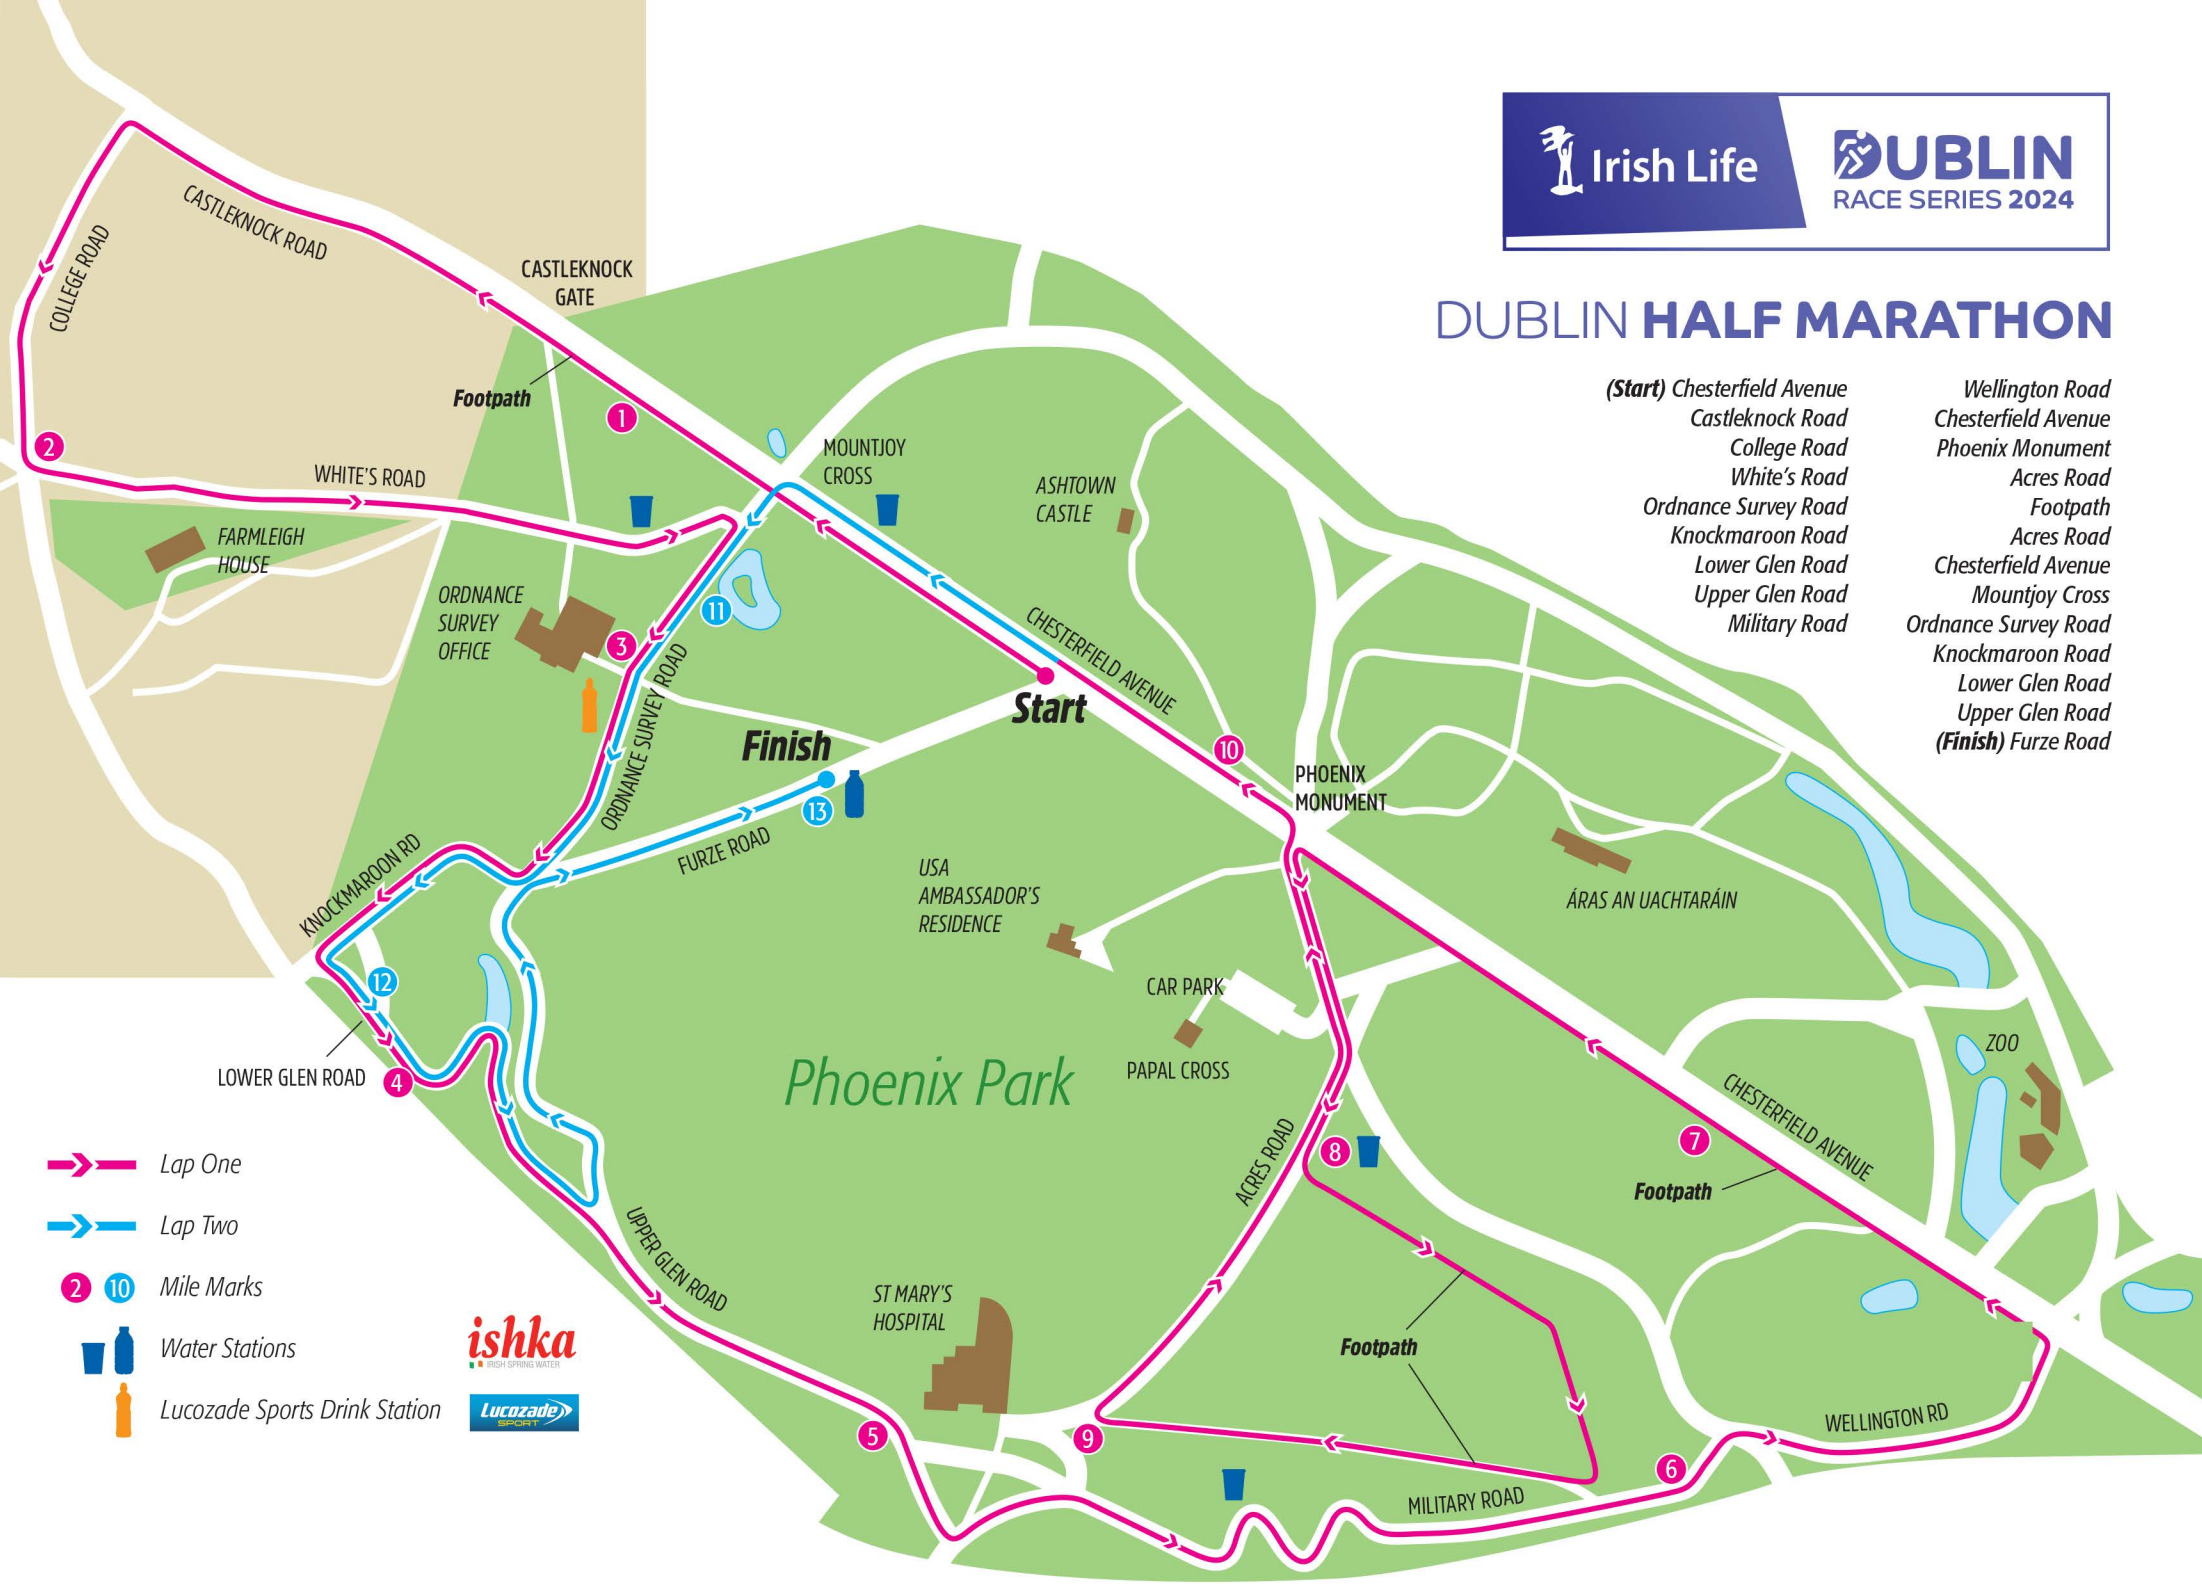 Irish Life
DUBLIN
RACE SERIES 2024
DUBLIN HALF MARATHON
(Start) Chesterfield Avenue
Castleknock Road
College Road
White's Road
Ordnance Survey Road
Knockmaroon Road
Lower Glen Road
Upper Glen Road
Military Road
Wellington Road
Chesterfield Avenue
Phoenix Monument
Acres Road
Footpath
Acres Road
Chesterfield Avenue
Mountjoy Cross
Ordnance Survey Road
Knockmaroon Road
Lower Glen Road
Upper Glen Road
(Finish) Furze Road
CASTLEKNOCK ROAD
COLLEGE ROAD
CASTLEKNOCK
GATE
Footpath
1
2
WHITE'S ROAD
MOUNTJOY
CROSS
ASHTOWN
CASTLE
FARMLEIGH
HOUSE
ORDNANCE
SURVEY
OFFICE
3
11
ORDNANCE SURVEY ROAD
CHESTERFIELD AVENUE
Start
Finish
13
FURZE ROAD
10
PHOENIX
MONUMENT
KNOCKMAROON RD
USA
AMBASSADOR'S
RESIDENCE
ÁRAS AN UACHTARÁIN
12
CAR PARK
PAPAL CROSS
LOWER GLEN ROAD
4
Phoenix Park
ZOO
CHESTERFIELD AVENUE
7
Footpath
8
ACRES ROAD
UPPER GLEN ROAD
ST MARY'S
HOSPITAL
Footpath
5
9
6
WELLINGTON RD
MILITARY ROAD
Lap One
Lap Two
2 10 Mile Marks
Water Stations
ishka
IRISH SPRING WATER
Lucozade Sports Drink Station
Lucozade
SPORT